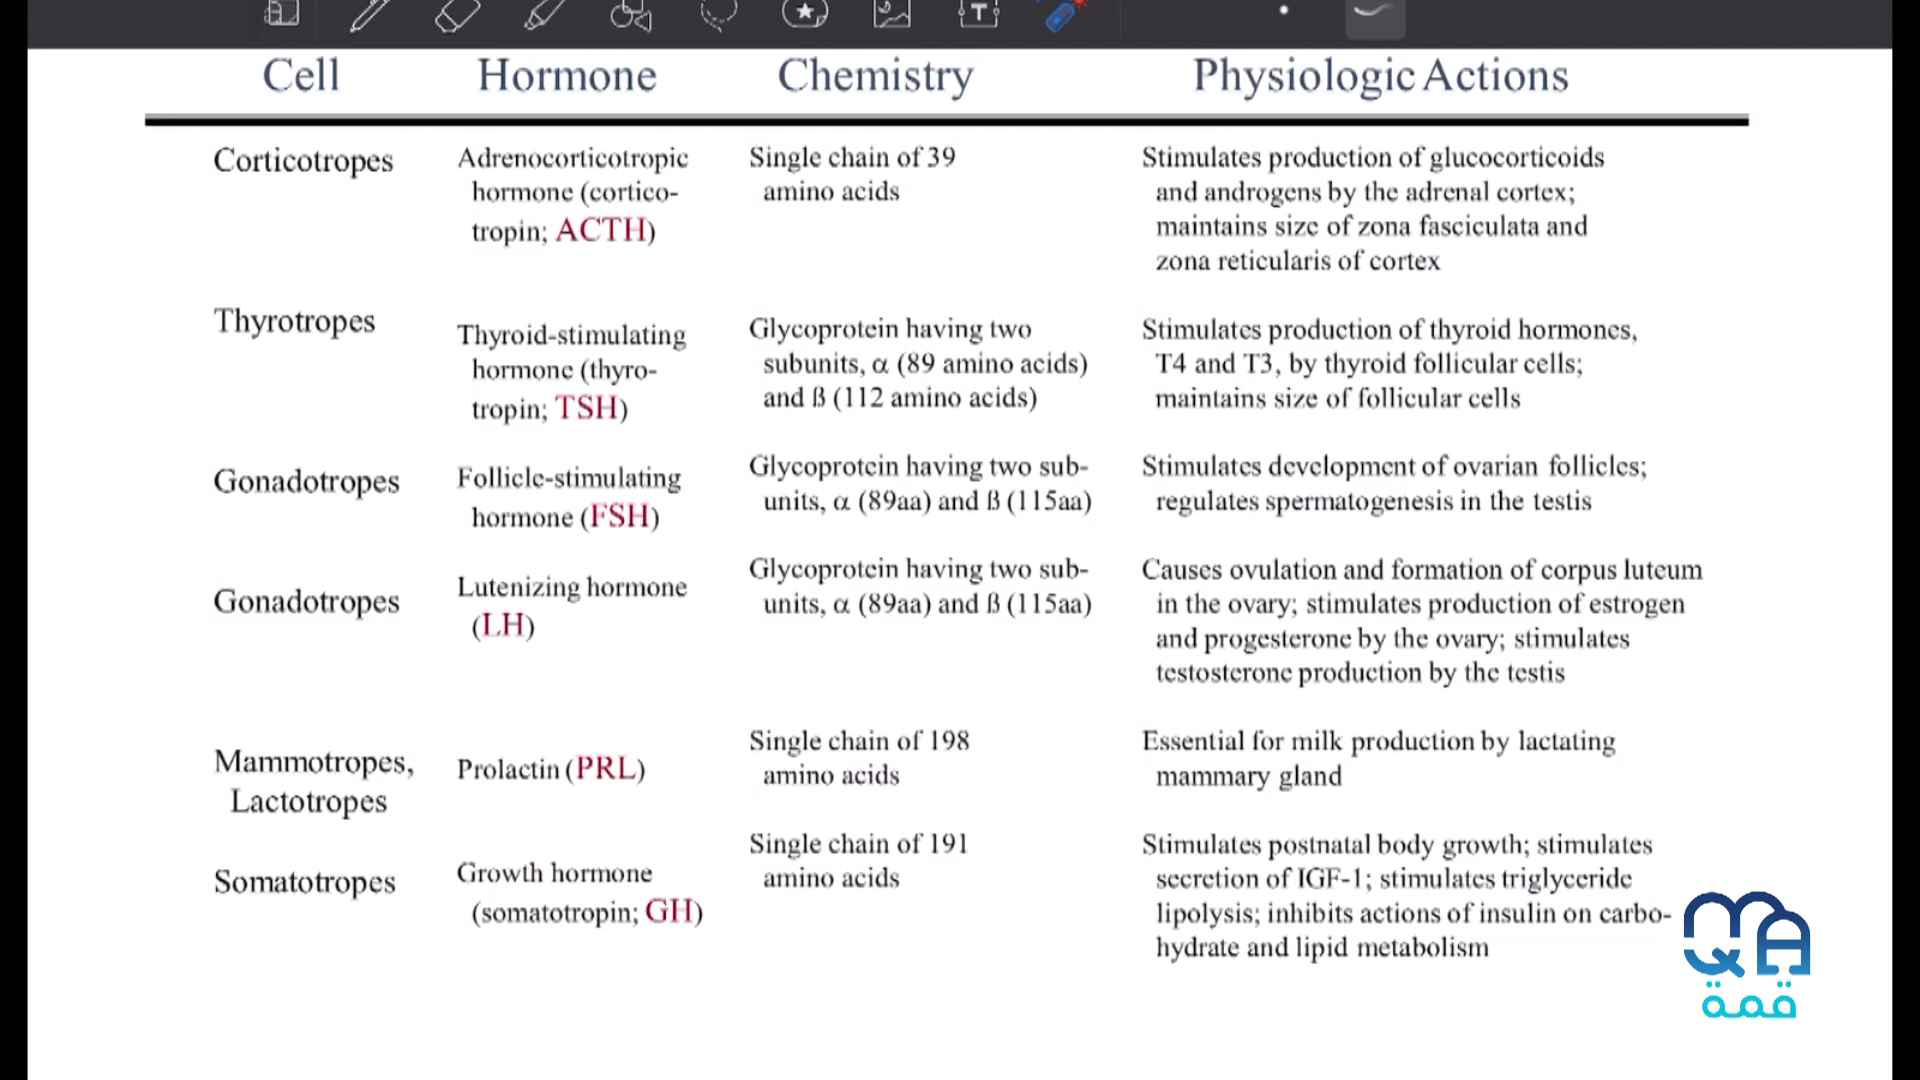 Cell Hormone Chemistry Physiologic Actions
Corticotropes
Adrenocorticotropic
hormone (cortico-
tropin; ACTH)
Single chain of 39
amino acids
Stimulates production of glucocorticoids
and androgens by the adrenal cortex;
maintains size of zona fasciculata and
zona reticularis of cortex
Thyrotropes
Thyroid-stimulating
hormone (thyro-
tropin; TSH)
Glycoprotein having two
subunits, α (89 amino acids)
and ß (112 amino acids)
Stimulates production of thyroid hormones,
T4 and T3, by thyroid follicular cells;
maintains size of follicular cells
Gonadotropes
Follicle-stimulating
hormone (FSH)
Glycoprotein having two sub-
units, α (89aa) and ß (115aa)
Stimulates development of ovarian follicles;
regulates spermatogenesis in the testis
Gonadotropes
Lutenizing hormone
(LH)
Glycoprotein having two sub-
units, α (89aa) and ß (115aa)
Causes ovulation and formation of corpus luteum
in the ovary; stimulates production of estrogen
and progesterone by the ovary; stimulates
testosterone production by the testis
Mammotropes,
Lactotropes
Prolactin (PRL)
Single chain of 198
amino acids
Essential for milk production by lactating
mammary gland
Somatotropes
Growth hormone
(somatotropin; GH)
Single chain of 191
amino acids
Stimulates postnatal body growth; stimulates
secretion of IGF-1; stimulates triglyceride
lipolysis; inhibits actions of insulin on carbo-
hydrate and lipid metabolism
قمة